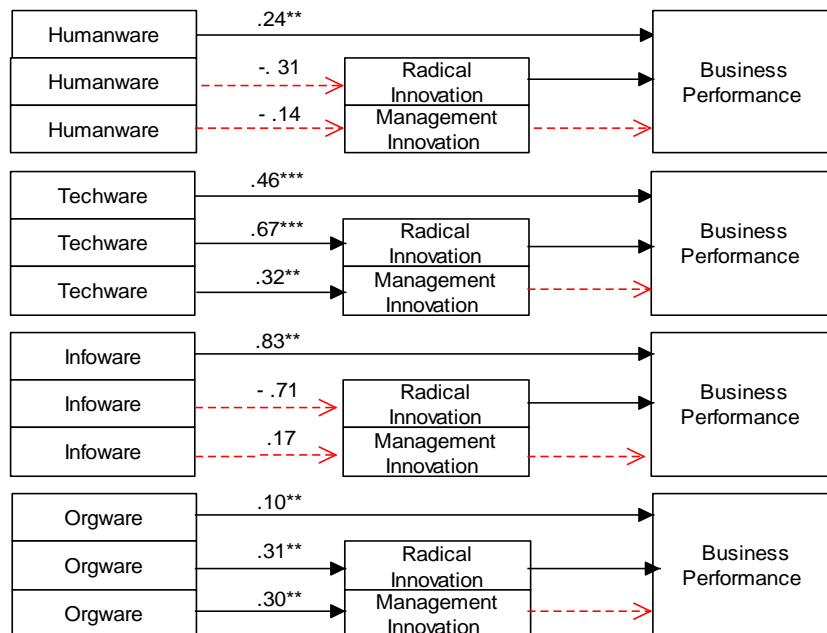 Humanware
.24**
Humanware
-. 31
Radical
Innovation
Humanware
- .14
Management
Innovation
Business
Performance
Techware
.46***
Techware
.67***
Radical
Innovation
Techware
.32**
Management
Innovation
Business
Performance
Infoware
.83**
Infoware
- .71
Radical
Innovation
Infoware
.17
Management
Innovation
Business
Performance
Orgware
.10**
Orgware
.31**
Radical
Innovation
Orgware
.30**
Management
Innovation
Business
Performance